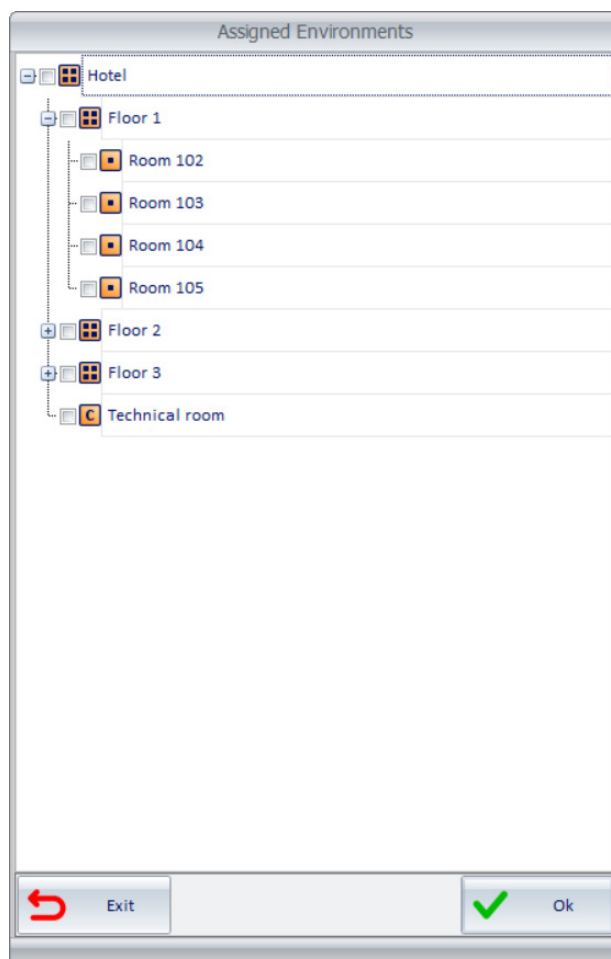 Assigned Environments
Hotel
Floor 1
Room 102
Room 103
Room 104
Room 105
Floor 2
Floor 3
C Technical room
Exit
Ok